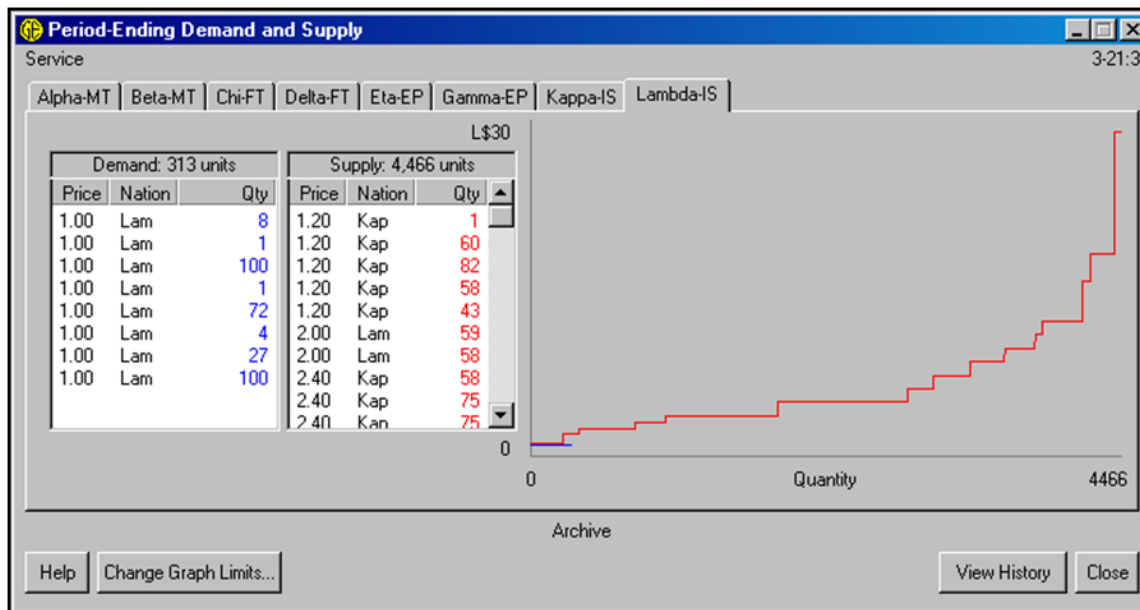 GE Period-Ending Demand and Supply
Service 3-21:3
Alpha-MT Beta-MT Chi-FT Delta-FT Eta-EP Gamma-EP Kappa-IS Lambda-IS
L$30
Demand: 313 units Supply: 4,466 units
Price Nation Qty Price Nation Qty
1.00 Lam 8 1.20 Kap 1
1.00 Lam 1 1.20 Kap 60
1.00 Lam 100 1.20 Kap 82
1.00 Lam 1 1.20 Kap 58
1.00 Lam 72 1.20 Kap 43
1.00 Lam 4 2.00 Lam 59
1.00 Lam 27 2.00 Lam 58
1.00 Lam 100 2.40 Kap 58
2.40 Kap 75
2.40 Kap 75
0
0 Quantity 4466
Archive
Help Change Graph Limits... View History Close